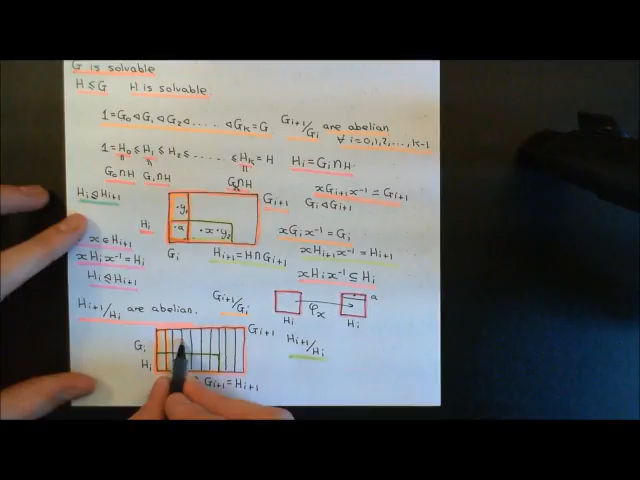 G is solvable
H ≤ G H is solvable.
1 = G₀ ◁ G₁ ◁ G₂ ◁ ..... ◁ Gₖ = G Gᵢ₊₁/Gᵢ are abelian
∀ i=0,1,2,...,k-1
1 = H₀ ≤ H₁ ≤ H₂ ≤ ...... ≤ Hₖ = H Hᵢ = Gᵢ∩H
G₀∩H G₁∩H Gₖ∩H
xGᵢ₊₁x⁻¹ = Gᵢ₊₁
Hᵢ ⊴ Hᵢ₊₁ Gᵢ₊₁ Gᵢ ◁ Gᵢ₊₁
·y₁
Hᵢ ·a ·x ·y₂ xGᵢx⁻¹ = Gᵢ
x ∈ Hᵢ₊₁ Gᵢ Hᵢ₊₁ = H∩Gᵢ₊₁ xHᵢ₊₁x⁻¹ = Hᵢ₊₁
xHᵢx⁻¹ = Hᵢ xHᵢx⁻¹ ⊆ Hᵢ
Hᵢ ⊴ Hᵢ₊₁
Gᵢ₊₁/Gᵢ a
φₓ
Hᵢ₊₁/Hᵢ are abelian. Hᵢ Hᵢ
Gᵢ₊₁
Gᵢ Hᵢ₊₁/Hᵢ
Hᵢ
Gᵢ₊₁ = Hᵢ₊₁